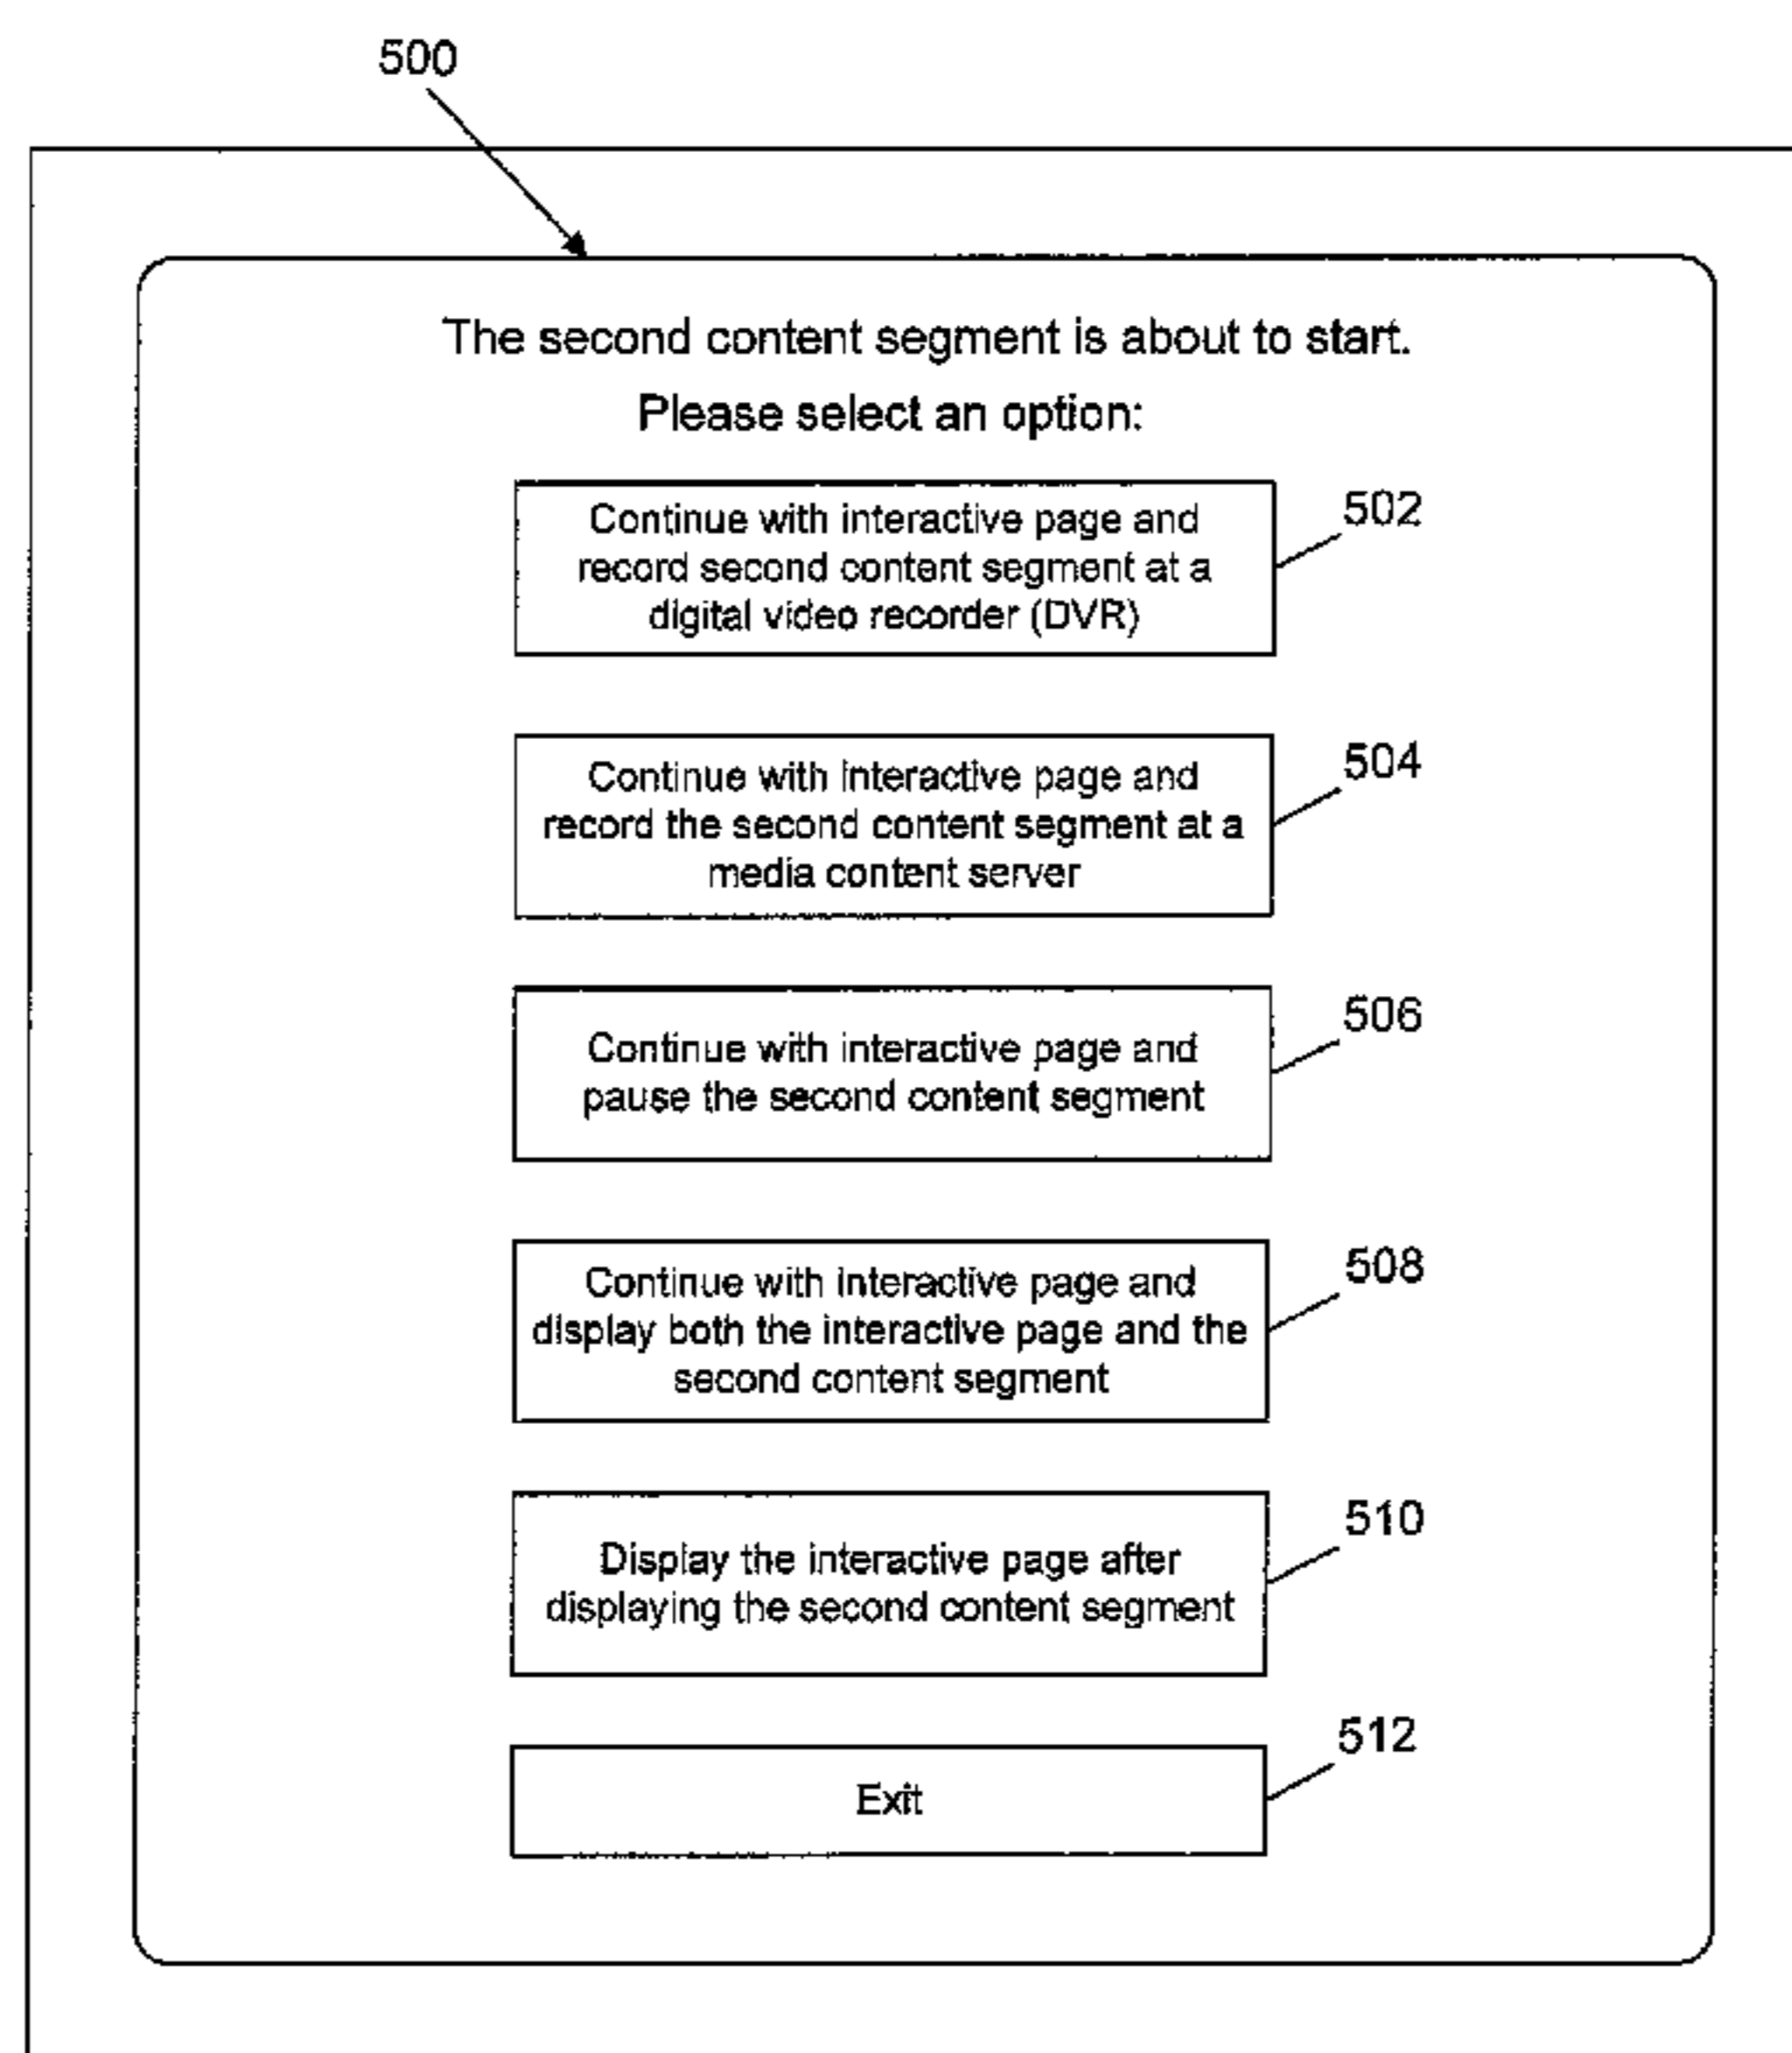 500
The second content segment is about to start.
Please select an option:
Continue with interactive page and
record second content segment at a
digital video recorder (DVR)
502
Continue with interactive page and
record the second content segment at a
media content server
504
Continue with interactive page and
pause the second content segment
506
Continue with interactive page and
display both the interactive page and the
second content segment
508
Display the interactive page after
displaying the second content segment
510
Exit
512